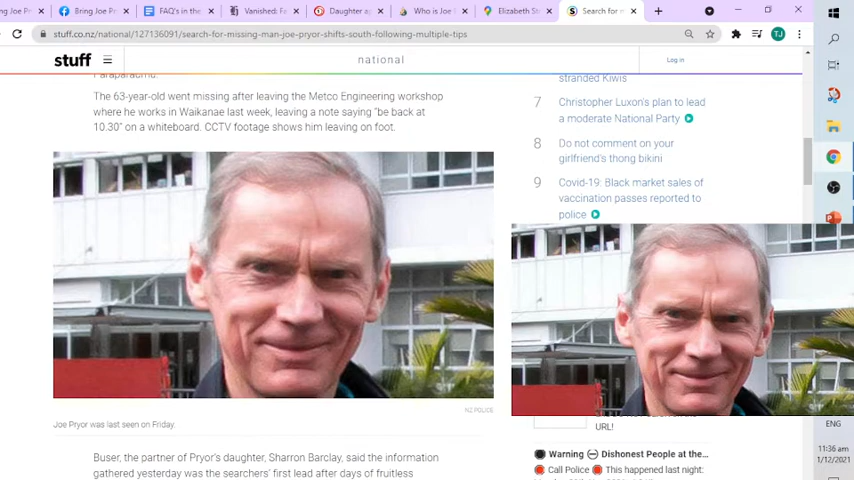 ng Joe Pr
Bring Joe P
FAQ's in the
Vanished: Fe
Daughter a
Who is Joe
Elizabeth St
Search for m
stuff.co.nz/national/127136091/search-for-missing-man-joe-pryor-shifts-south-following-multiple-tips
TJ
stuff
national
Log in
Paraparaumu.
The 63-year-old went missing after leaving the Metco Engineering workshop
where he works in Waikanae last week, leaving a note saying “be back at
10.30” on a whiteboard. CCTV footage shows him leaving on foot.
NZ POLICE
Joe Pryor was last seen on Friday.
Buser, the partner of Pryor's daughter, Sharron Barclay, said the information
gathered yesterday was the searchers' first lead after days of fruitless
stranded Kiwis
7 Christopher Luxon's plan to lead
a moderate National Party
8 Do not comment on your
girlfriend's thong bikini
9 Covid-19: Black market sales of
vaccination passes reported to
police
URL!
Warning Dishonest People at the...
Call Police This happened last night:
ENG
11:36 am
1/12/2021